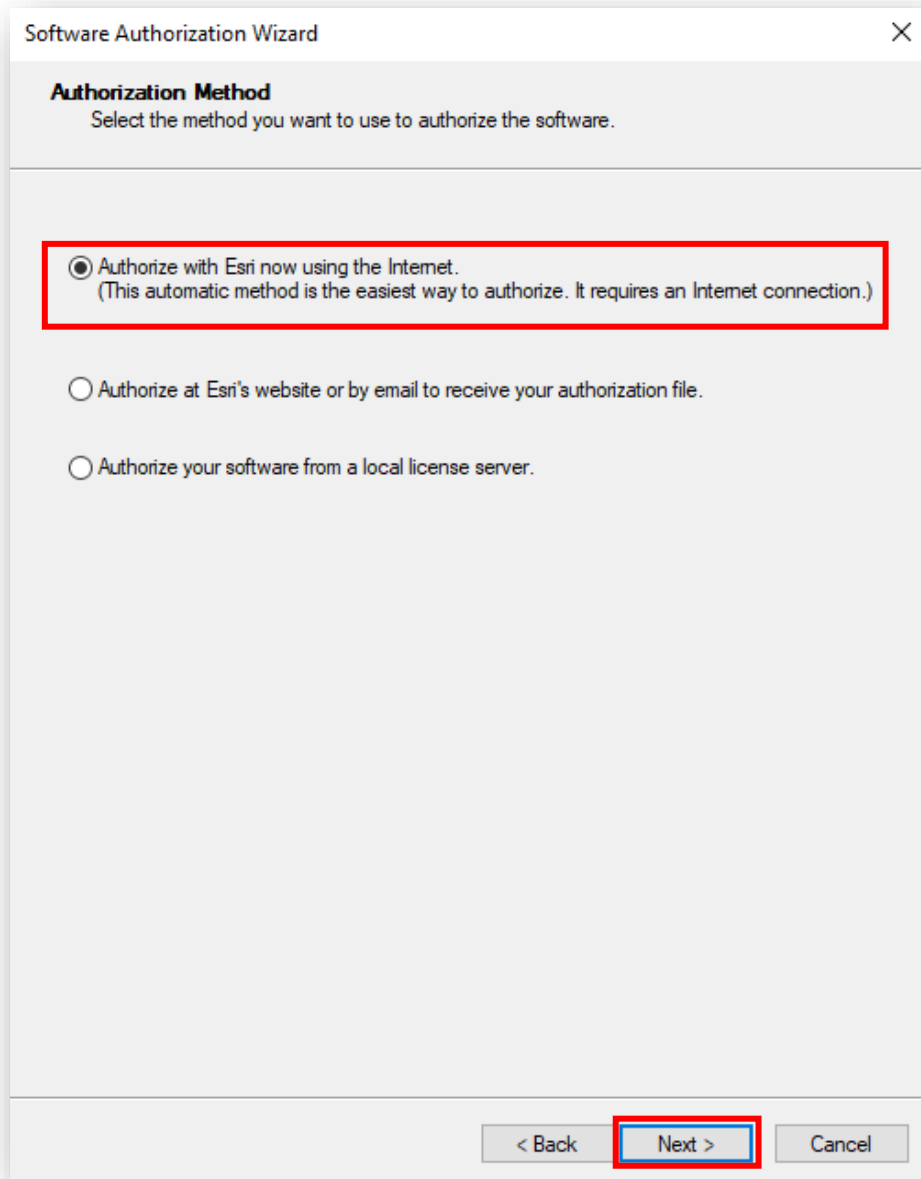 Software Authorization Wizard
Authorization Method
Select the method you want to use to authorize the software.
Authorize with Esri now using the Internet.
(This automatic method is the easiest way to authorize. It requires an Internet connection.)
Authorize at Esri's website or by email to receive your authorization file.
Authorize your software from a local license server.
< Back Next > Cancel